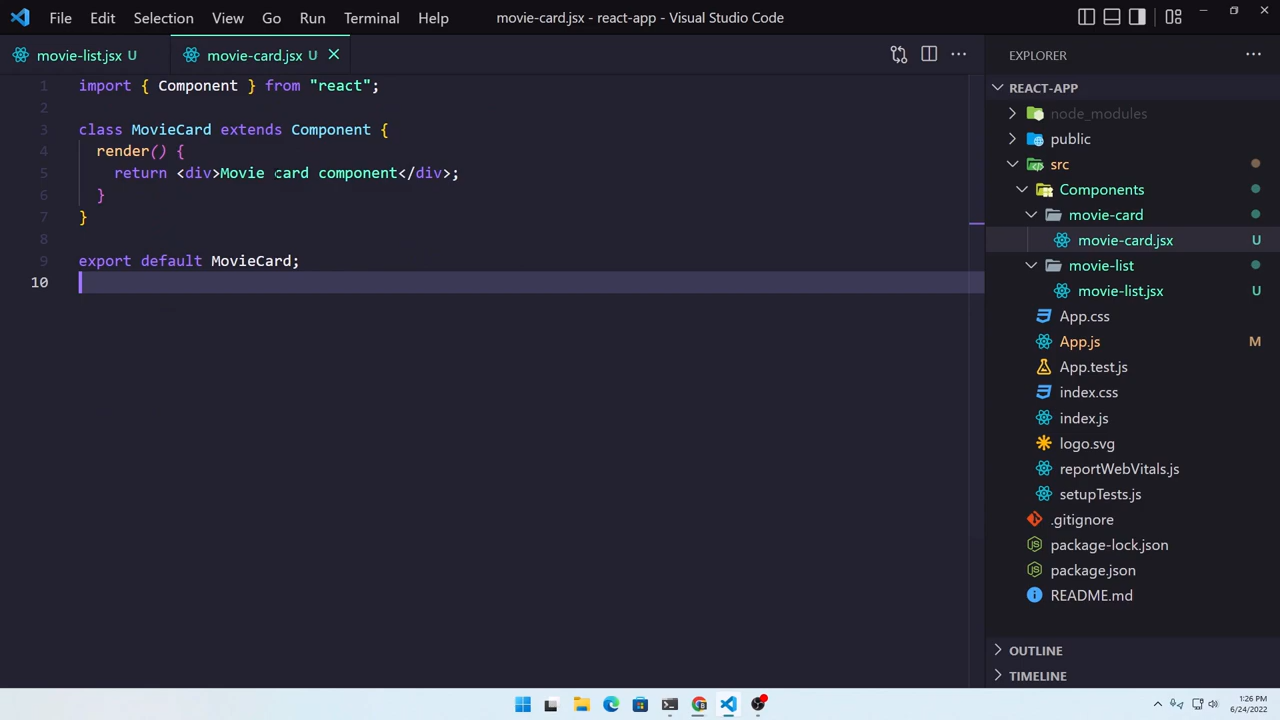 File Edit Selection View Go Run Terminal Help movie-card.jsx - react-app - Visual Studio Code
movie-list.jsx U movie-card.jsx U
1 import { Component } from "react";
2
3 class MovieCard extends Component {
4 render() {
5 return <div>Movie card component</div>;
6 }
7 }
8
9 export default MovieCard;
10
EXPLORER
REACT-APP
node_modules
public
src
Components
movie-card
movie-card.jsx U
movie-list
movie-list.jsx U
App.css
App.js M
App.test.js
index.css
index.js
logo.svg
reportWebVitals.js
setupTests.js
.gitignore
package-lock.json
package.json
README.md
OUTLINE
TIMELINE
1:26 PM
6/24/2022